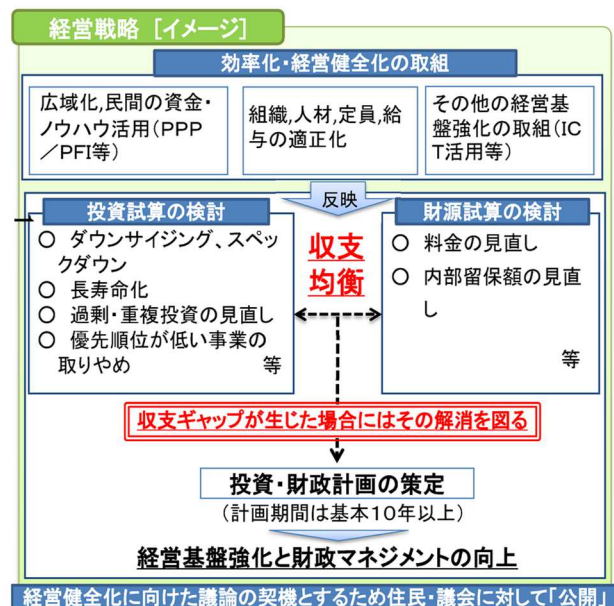 経営戦略 [イメージ]
効率化・経営健全化の取組
広域化,民間の資金・
ノウハウ活用(PPP
/PFI等)
組織,人材,定員,給
与の適正化
その他の経営基
盤強化の取組(IC
T活用等)
反映
投資試算の検討
○ ダウンサイジング、スペッ
クダウン
○ 長寿命化
○ 過剰・重複投資の見直し
○ 優先順位が低い事業の
取りやめ 等
収支
均衡
財源試算の検討
○ 料金の見直し
○ 内部留保額の見直
し
等
収支ギャップが生じた場合にはその解消を図る
投資・財政計画の策定
(計画期間は基本10年以上)
経営基盤強化と財政マネジメントの向上
経営健全化に向けた議論の契機とするため住民・議会に対して「公開」